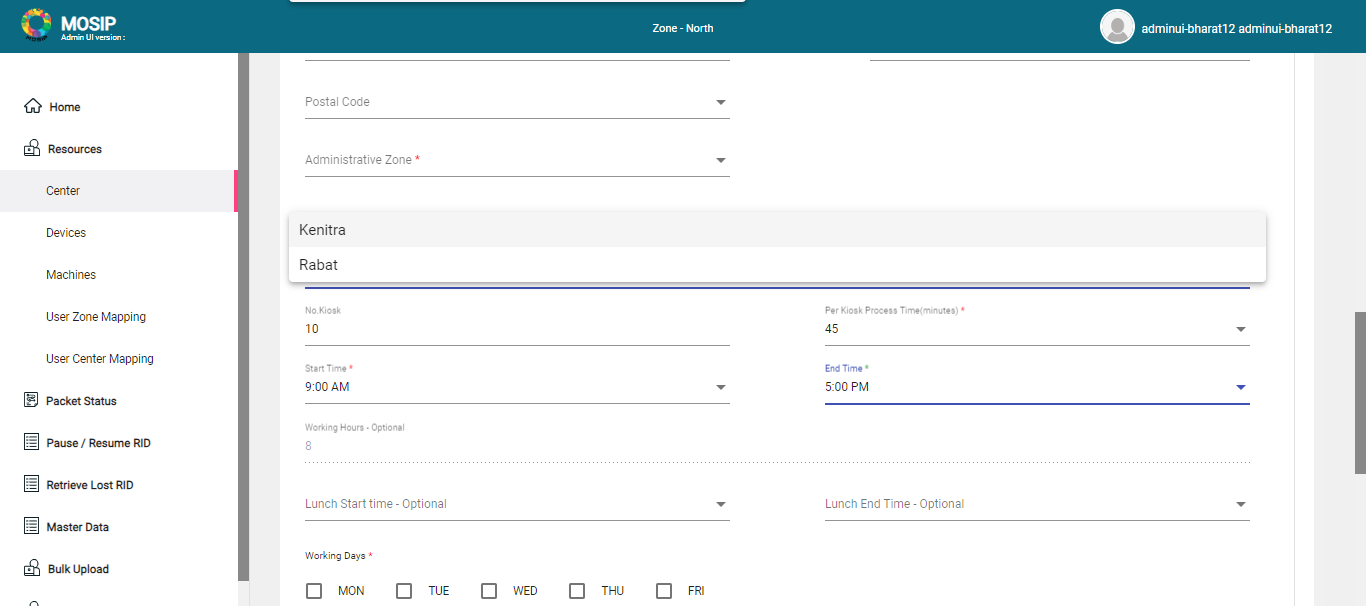 MOSIP
Admin UI version :
Zone - North
adminui-bharat12 adminui-bharat12
Home
Resources
Center
Devices
Machines
User Zone Mapping
User Center Mapping
Packet Status
Pause / Resume RID
Retrieve Lost RID
Master Data
Bulk Upload
Postal Code
Administrative Zone *
Kenitra
Rabat
No.Kiosk
10
Per Kiosk Process Time(minutes) *
45
Start Time *
9:00 AM
End Time *
5:00 PM
Working Hours - Optional
8
Lunch Start time - Optional
Lunch End Time - Optional
Working Days *
MON TUE WED THU FRI